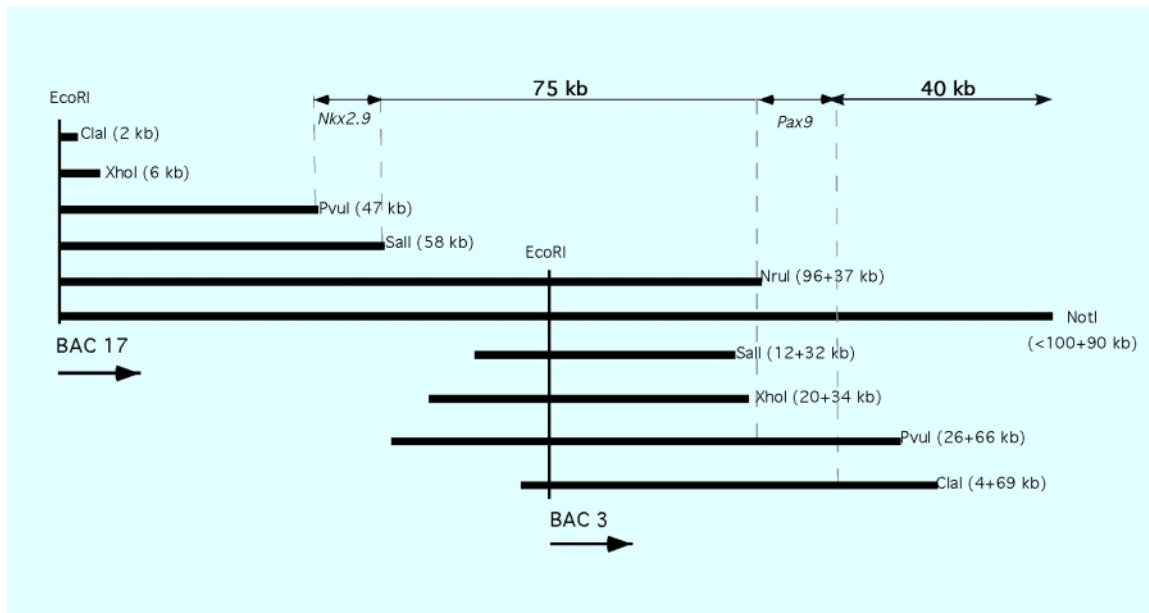 75 kb
40 kb
EcoRI
Nkx2.9
Pax9
ClaI (2 kb)
XhoI (6 kb)
PvuI (47 kb)
SalI (58 kb)
EcoRI
NruI (96+37 kb)
NotI
(<100+90 kb)
BAC 17
SalI (12+32 kb)
XhoI (20+34 kb)
PvuI (26+66 kb)
ClaI (4+69 kb)
BAC 3